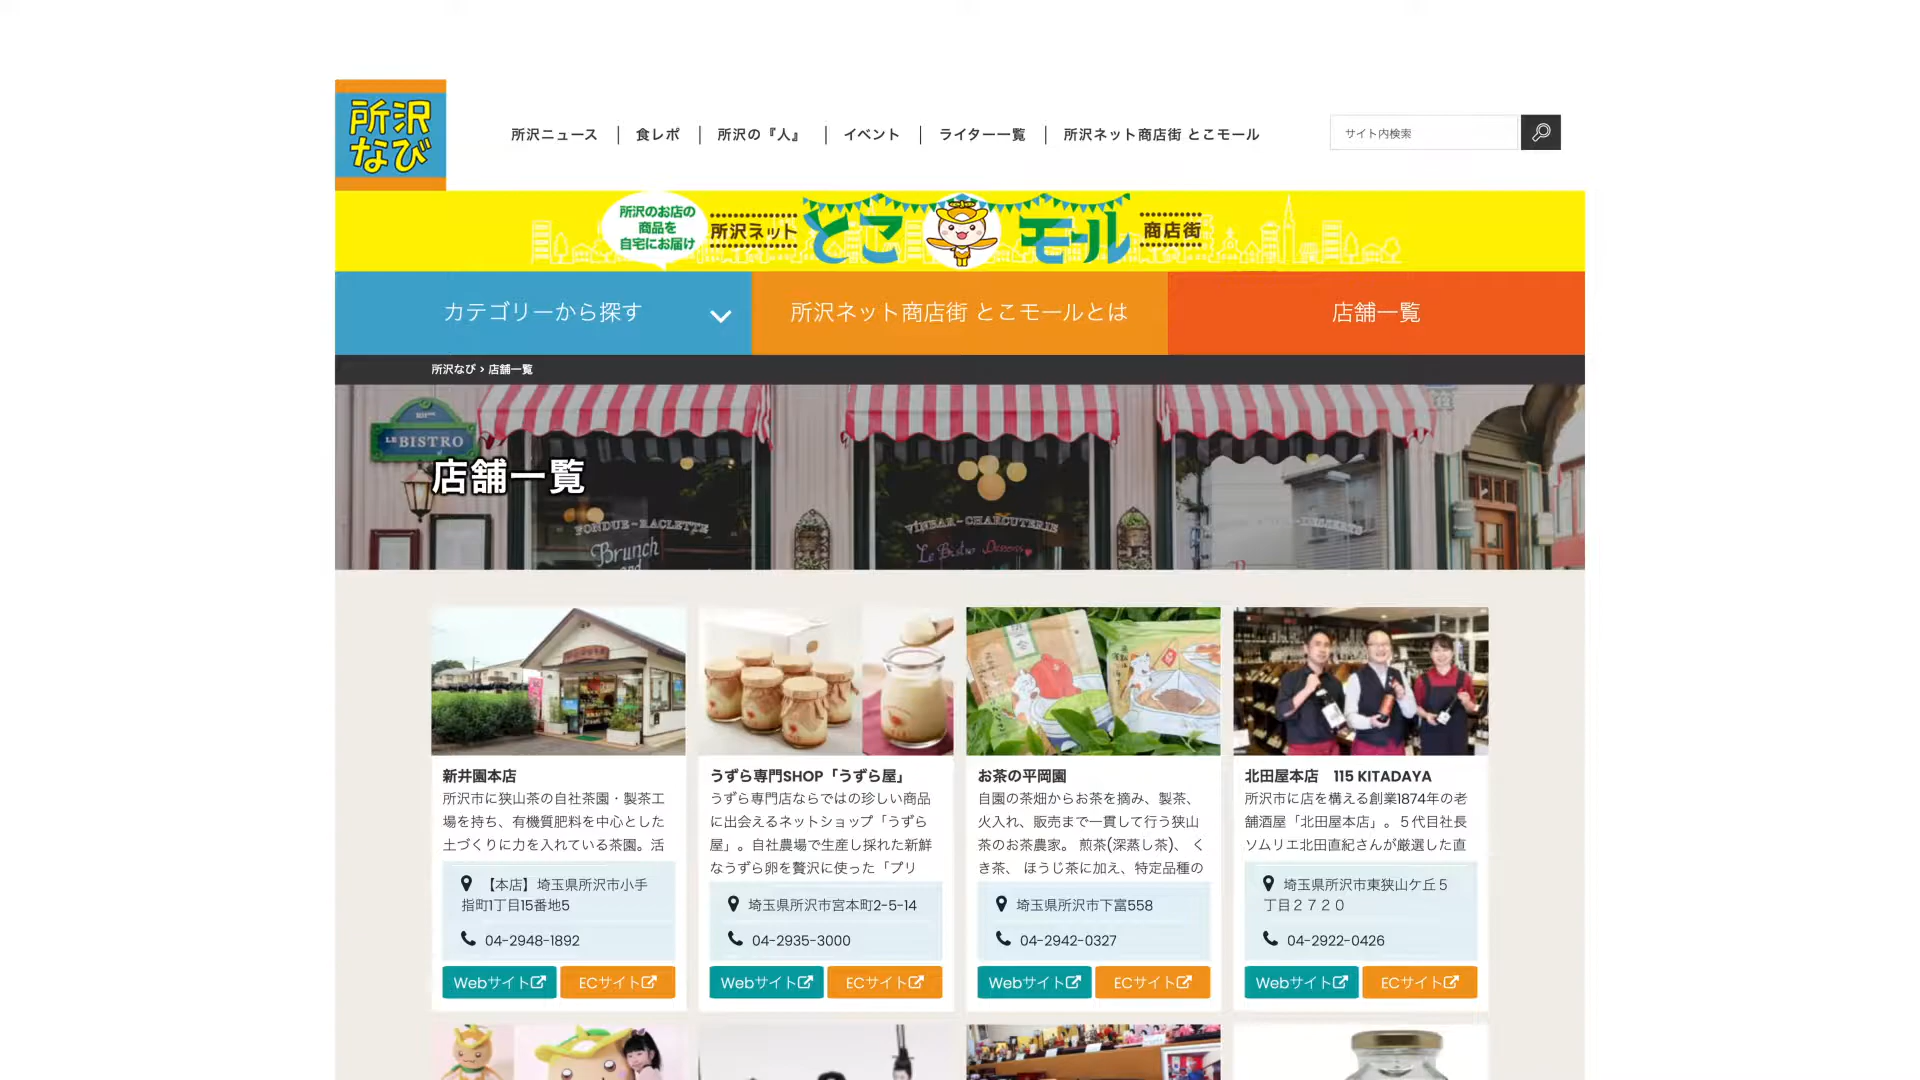 所沢
なび
所沢ニュース
食レポ
所沢の『人』
イベント
ライター一覧
所沢ネット商店街 とこモール
サイト内検索
所沢のお店の
商品を
自宅にお届け
所沢ネット
とこモール
商店街
カテゴリーから探す
所沢ネット商店街 とこモールとは
店舗一覧
所沢なび > 店舗一覧
LE BISTRO
店舗一覧
FONDUE~RACLETTE
Brunch
and
VINBAR~CHARCUTERIE
Le Bistro Desserts
新井園本店
所沢市に狭山茶の自社茶園・製茶工
場を持ち、有機質肥料を中心とした
土づくりに力を入れている茶園。活
【本店】埼玉県所沢市小手
指町1丁目15番地5
04-2948-1892
Webサイト
ECサイト
うずら専門SHOP「うずら屋」
うずら専門店ならではの珍しい商品
に出会えるネットショップ「うずら
屋」。自社農場で生産し採れた新鮮
なうずら卵を贅沢に使った「プリ
埼玉県所沢市宮本町2-5-14
04-2935-3000
Webサイト
ECサイト
お茶の平岡園
自園の茶畑からお茶を摘み、製茶、
火入れ、販売まで一貫して行う狭山
茶のお茶農家。 煎茶(深蒸し茶)、 く
き茶、 ほうじ茶に加え、特定品種の
埼玉県所沢市下富558
04-2942-0327
Webサイト
ECサイト
北田屋本店　115 KITADAYA
所沢市に店を構える創業1874年の老
舗酒屋「北田屋本店」。５代目社長
ソムリエ北田直紀さんが厳選した直
埼玉県所沢市東狭山ケ丘５
丁目２７２０
04-2922-0426
Webサイト
ECサイト